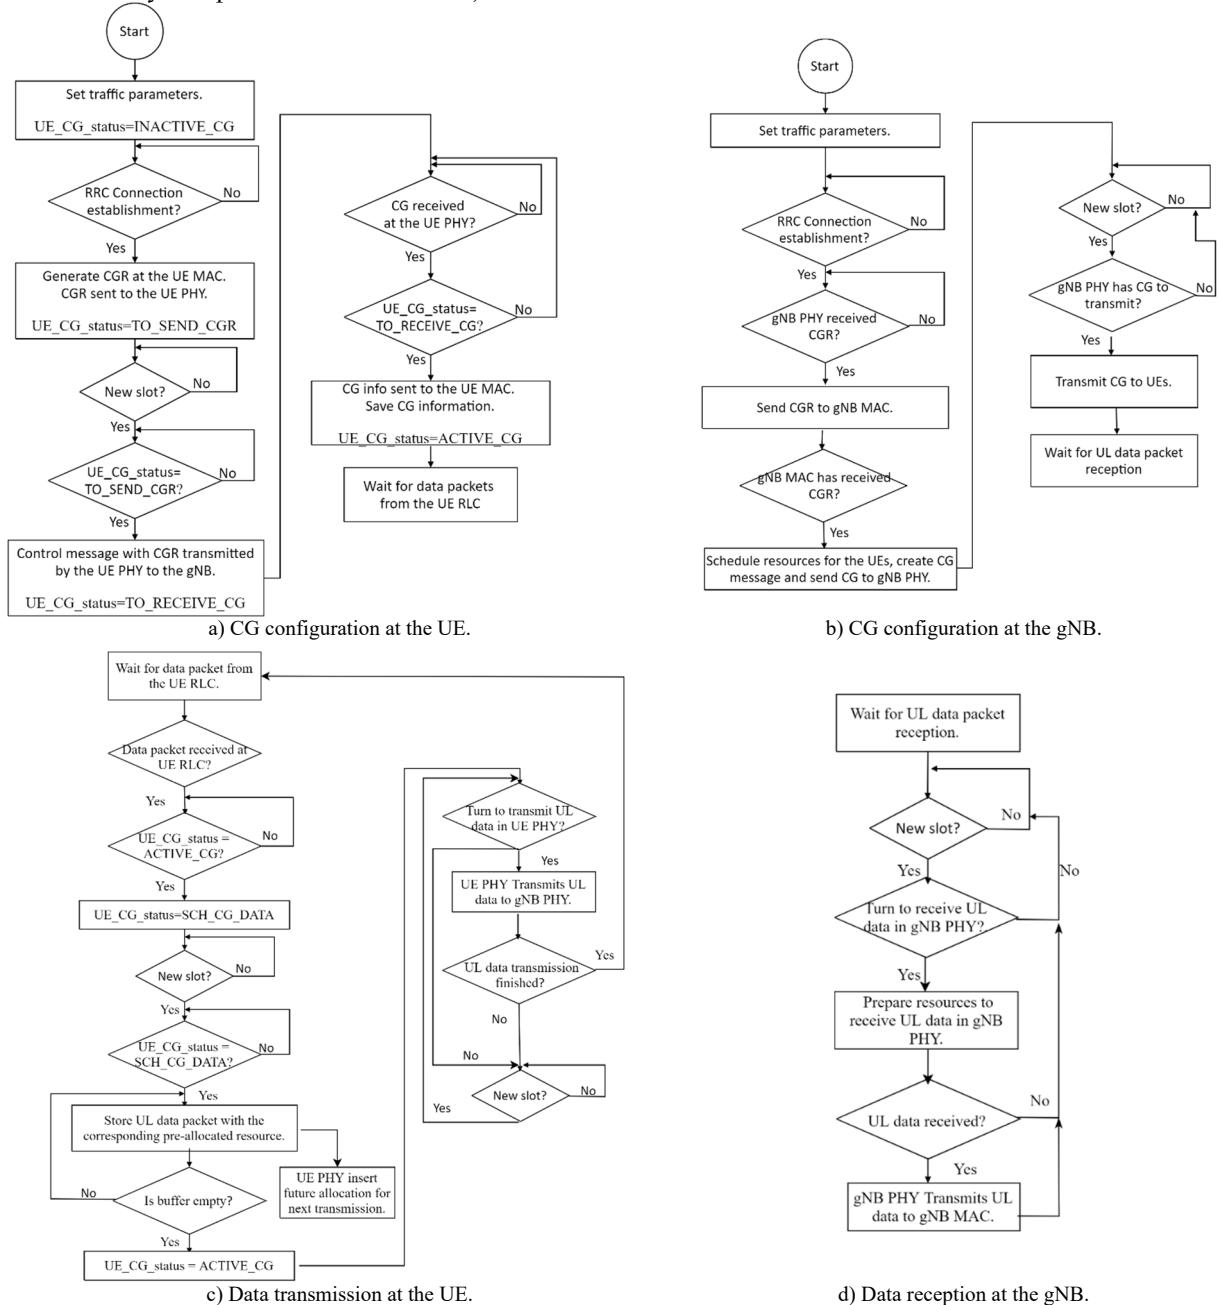 Start
Set traffic parameters.
UE_CG_status=INACTIVE_CG
RRC Connection
establishment?
No
Yes
Generate CGR at the UE MAC.
CGR sent to the UE PHY.
UE_CG_status=TO_SEND_CGR
New slot?
No
Yes
UE_CG_status=
TO_SEND_CGR?
No
Yes
Control message with CGR transmitted
by the UE PHY to the gNB.
UE_CG_status=TO_RECEIVE_CG
CG received
at the UE PHY?
No
Yes
UE_CG_status=
TO_RECEIVE_CG?
No
Yes
CG info sent to the UE MAC.
Save CG information.
UE_CG_status=ACTIVE_CG
Wait for data packets
from the UE RLC
a) CG configuration at the UE.
Start
Set traffic parameters.
RRC Connection
establishment?
No
Yes
gNB PHY received
CGR?
No
Yes
Send CGR to gNB MAC.
gNB MAC has received
CGR?
Yes
Schedule resources for the UEs, create CG
message and send CG to gNB PHY.
New slot?
No
Yes
gNB PHY has CG to
transmit?
No
Yes
Transmit CG to UEs.
Wait for UL data packet
reception
b) CG configuration at the gNB.
Wait for data packet from
the UE RLC.
Data packet received at
UE RLC?
Yes
UE_CG_status =
ACTIVE_CG?
No
Yes
UE_CG_status=SCH_CG_DATA
New slot?
No
Yes
UE_CG_status =
SCH_CG_DATA?
No
Yes
Store UL data packet with the
corresponding pre-allocated resource.
UE PHY insert
future allocation for
next transmission.
Is buffer empty?
No
Yes
UE_CG_status = ACTIVE_CG
Turn to transmit UL
data in UE PHY?
Yes
UE PHY Transmits UL
data to gNB PHY.
UL data transmission
finished?
Yes
No
No
New slot?
No
Yes
c) Data transmission at the UE.
Wait for UL data packet
reception.
New slot?
No
Yes
Turn to receive UL
data in gNB PHY?
No
Yes
Prepare resources to
receive UL data in gNB
PHY.
UL data received?
No
Yes
gNB PHY Transmits UL
data to gNB MAC.
d) Data reception at the gNB.